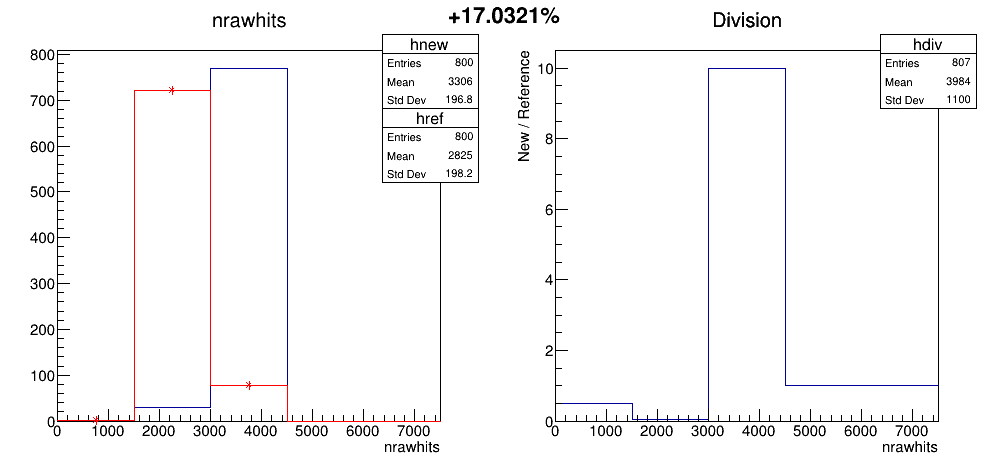 +17.0321%
nrawhits
hnew
Entries 800
Mean 3306
Std Dev 196.8
href
Entries 800
Mean 2825
Std Dev 198.2
800
700
600
500
400
300
200
100
0
0 1000 2000 3000 4000 5000 6000 7000
nrawhits
Division
hdiv
Entries 807
Mean 3984
Std Dev 1100
New / Reference
10
8
6
4
2
0
0 1000 2000 3000 4000 5000 6000 7000
nrawhits